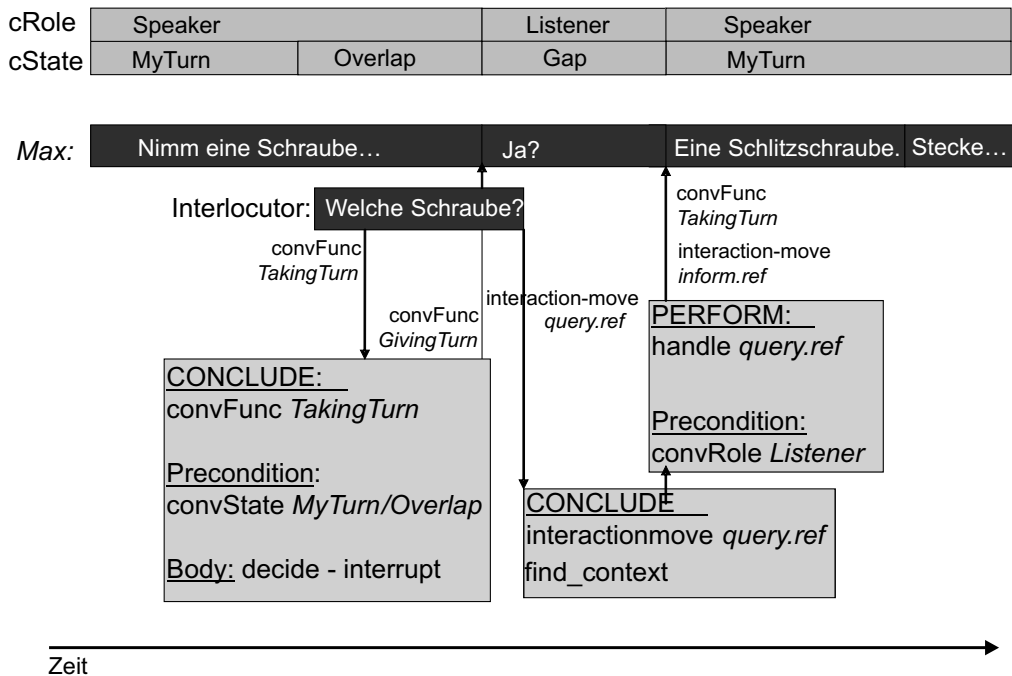 cRole Speaker Listener Speaker
cState MyTurn Overlap Gap MyTurn
Max: Nimm eine Schraube… Ja? Eine Schlitzschraube. Stecke…
Interlocutor: Welche Schraube?
convFunc
TakingTurn
convFunc
GivingTurn
interaction-move
query.ref
convFunc
TakingTurn
interaction-move
inform.ref
CONCLUDE:
convFunc TakingTurn
Precondition:
convState MyTurn/Overlap
Body: decide - interrupt
CONCLUDE
interactionmove query.ref
find_context
PERFORM:
handle query.ref
Precondition:
convRole Listener
Zeit